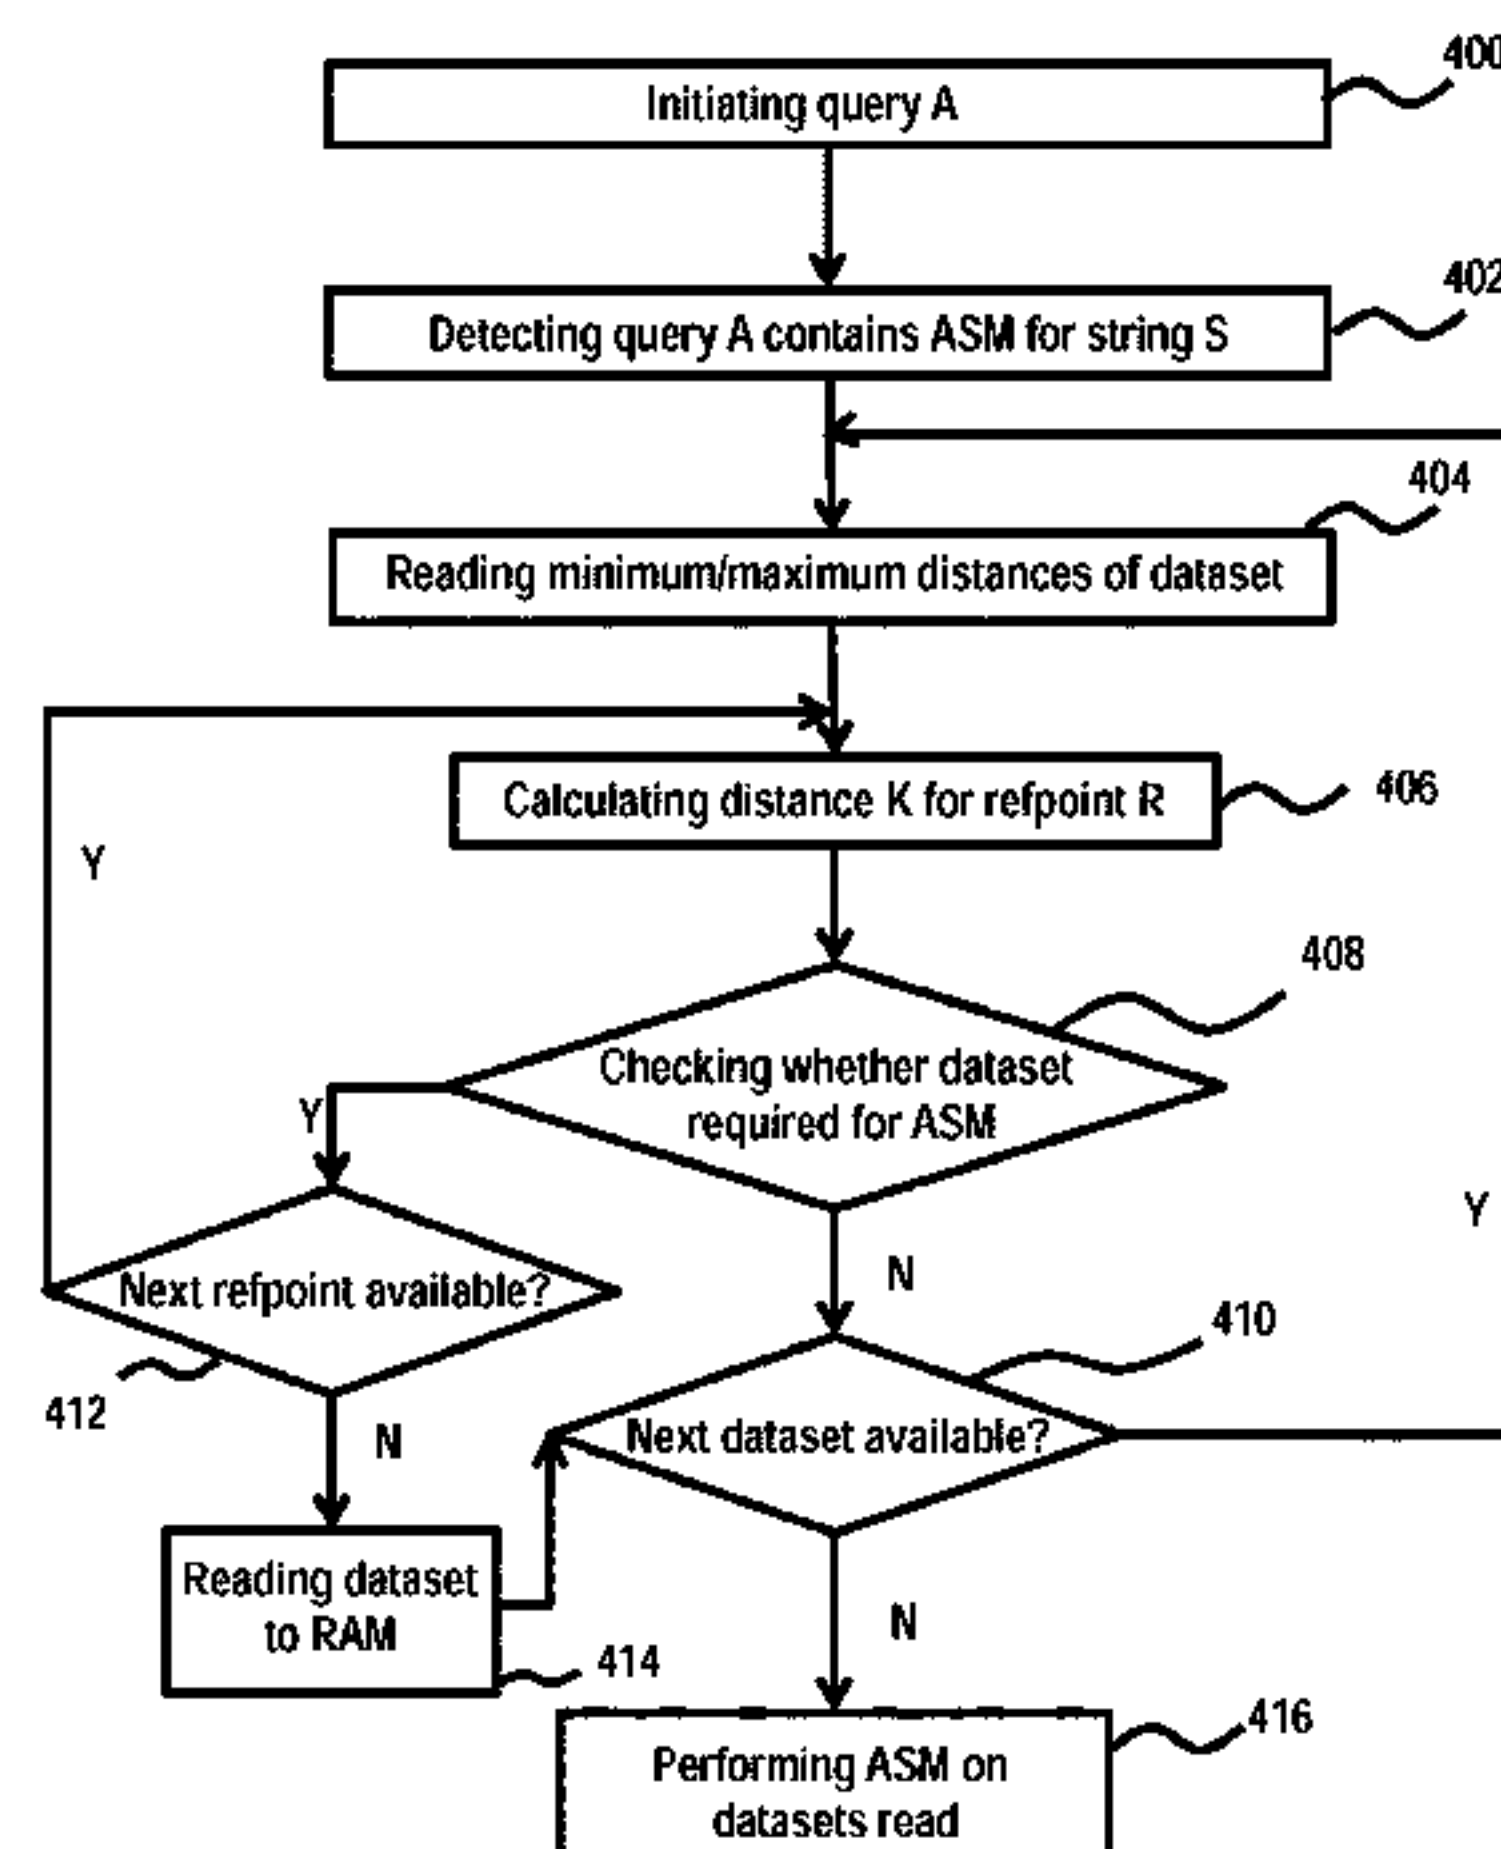 400
Initiating query A
402
Detecting query A contains ASM for string S
404
Reading minimum/maximum distances of dataset
Calculating distance K for refpoint R
406
Y
408
Checking whether dataset
required for ASM
Y
Y
N
Next refpoint available?
410
412
N
Next dataset available?
Reading dataset
to RAM
414
N
416
Performing ASM on
datasets read